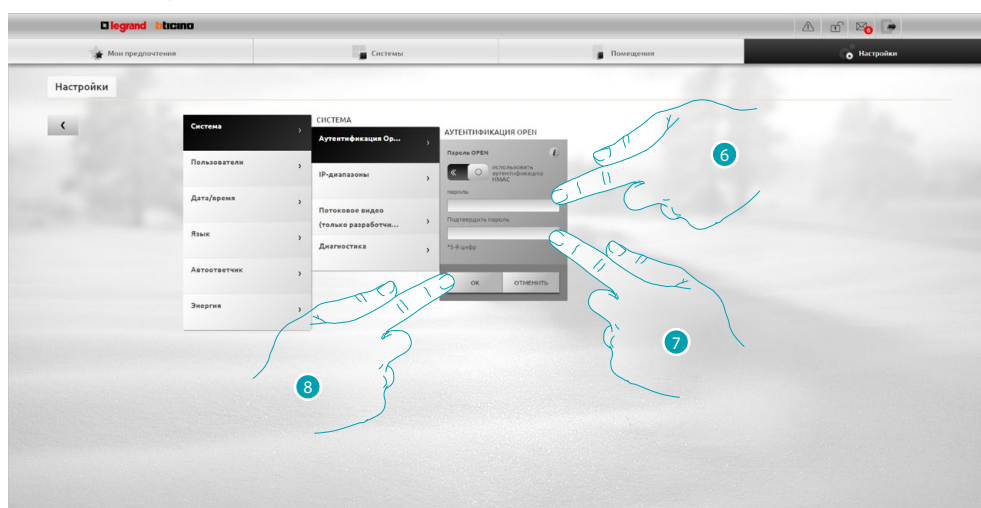 legrand bticino
0
Мои предпочтения
Системы
Помещения
Настройки
Настройки
Система
Пользователи
Дата/время
Язык
Автоответчик
Энергия
СИСТЕМА
Аутентификация Op...
IP-диапазоны
Потоковое видео
(только разработчи...
Диагностика
АУТЕНТИФИКАЦИЯ OPEN
Пароль OPEN
i
использовать
аутентификацию
HMAC
пароль
Подтвердить пароль
*5-9 цифр
OK
ОТМЕНИТЬ
6
7
8